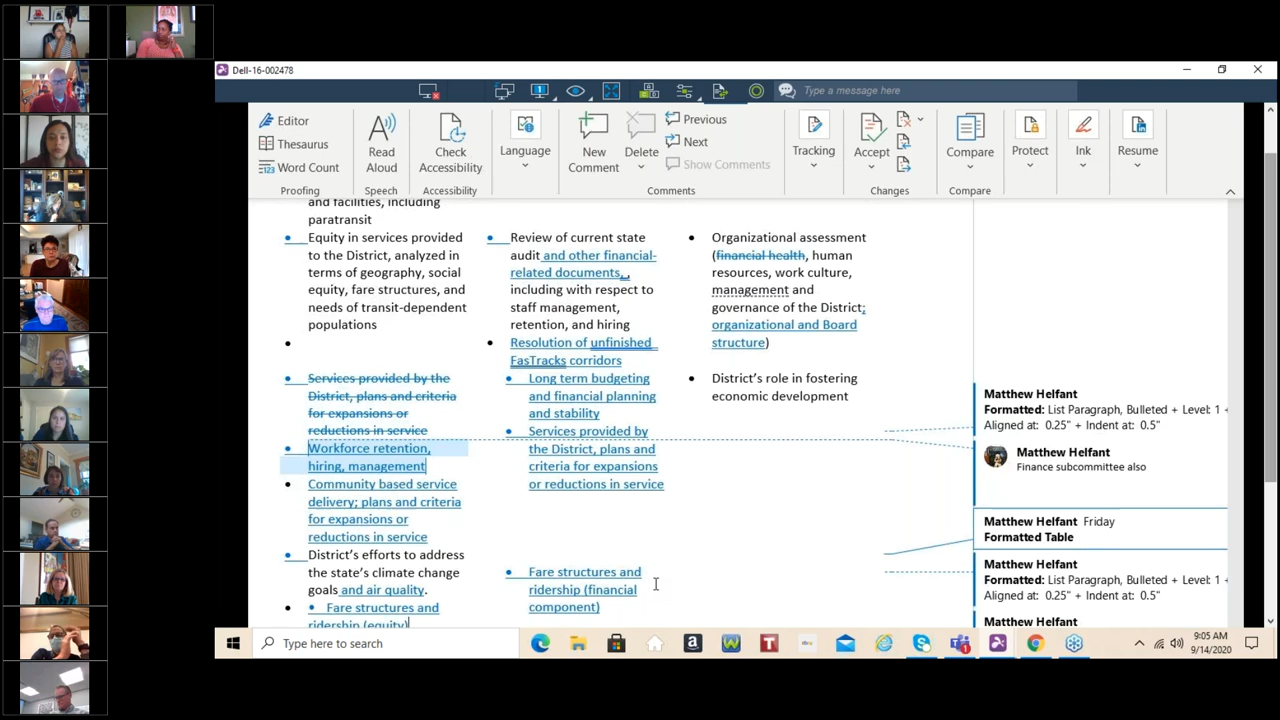 Dell-16-002478
1
Type a message here
Editor
Thesaurus
Word Count
Proofing
Read
Aloud
Speech
Check
Accessibility
Accessibility
Language
New
Comment
Delete
Previous
Next
Show Comments
Comments
Tracking
Accept
Changes
Compare
Compare
Protect
Ink
Resume
and facilities, including
paratransit
Equity in services provided
to the District, analyzed in
terms of geography, social
equity, fare structures, and
needs of transit-dependent
populations
Services provided by the
District, plans and criteria
for expansions or
reductions in service
Workforce retention,
hiring, management
Community based service
delivery; plans and criteria
for expansions or
reductions in service
District's efforts to address
the state's climate change
goals and air quality.
Fare structures and
ridership (equity)
Review of current state
audit and other financial-
related documents, ,
including with respect to
staff management,
retention, and hiring
Resolution of unfinished
FasTracks corridors
Long term budgeting
and financial planning
and stability
Services provided by
the District, plans and
criteria for expansions
or reductions in service
Fare structures and
ridership (financial
component)
Organizational assessment
(financial health, human
resources, work culture,
management and
governance of the District;
organizational and Board
structure)
District's role in fostering
economic development
Matthew Helfant
Formatted: List Paragraph, Bulleted + Level: 1 +
Aligned at: 0.25" + Indent at: 0.5"
Matthew Helfant
Finance subcommittee also
Matthew Helfant Friday
Formatted Table
Matthew Helfant
Formatted: List Paragraph, Bulleted + Level: 1 +
Aligned at: 0.25" + Indent at: 0.5"
Matthew Helfant
Type here to search
9:05 AM
9/14/2020